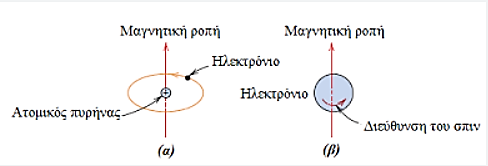 Μαγνητική ροπή
Ηλεκτρόνιο
Ατομικός πυρήνας
(α)
Μαγνητική ροπή
Ηλεκτρόνιο
Διεύθυνση του σπιν
(β)